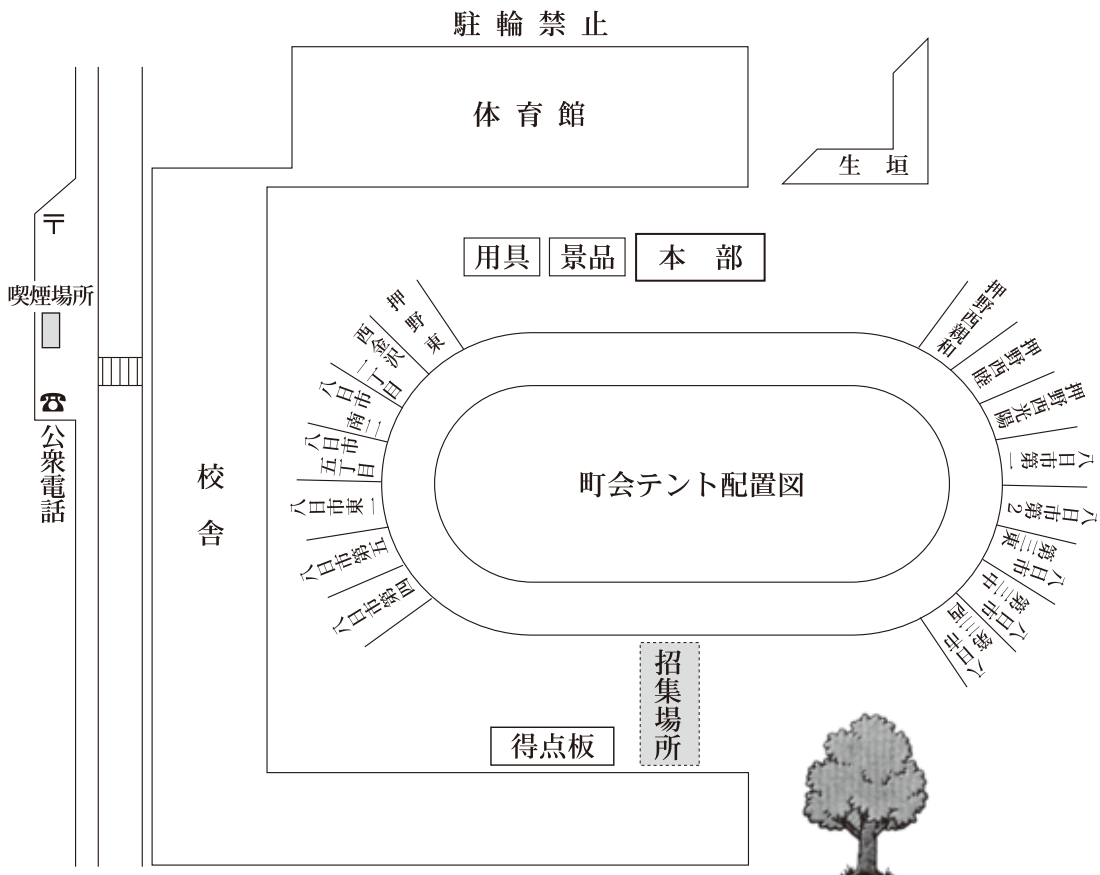 駐輪禁止
体育館
生垣
〒
用具
景品
本部
喫煙場所
押野東
西金沢一丁目
八日市南二
八日市五丁目
八日市東一
八日市第五
八日市第四
押野西親和
押野西睦
押野西光陽
八日市第一
八日市第2
八日市第三東
八日市第三中
八日市第三西
公衆電話
校舎
町会テント配置図
招集場所
得点板